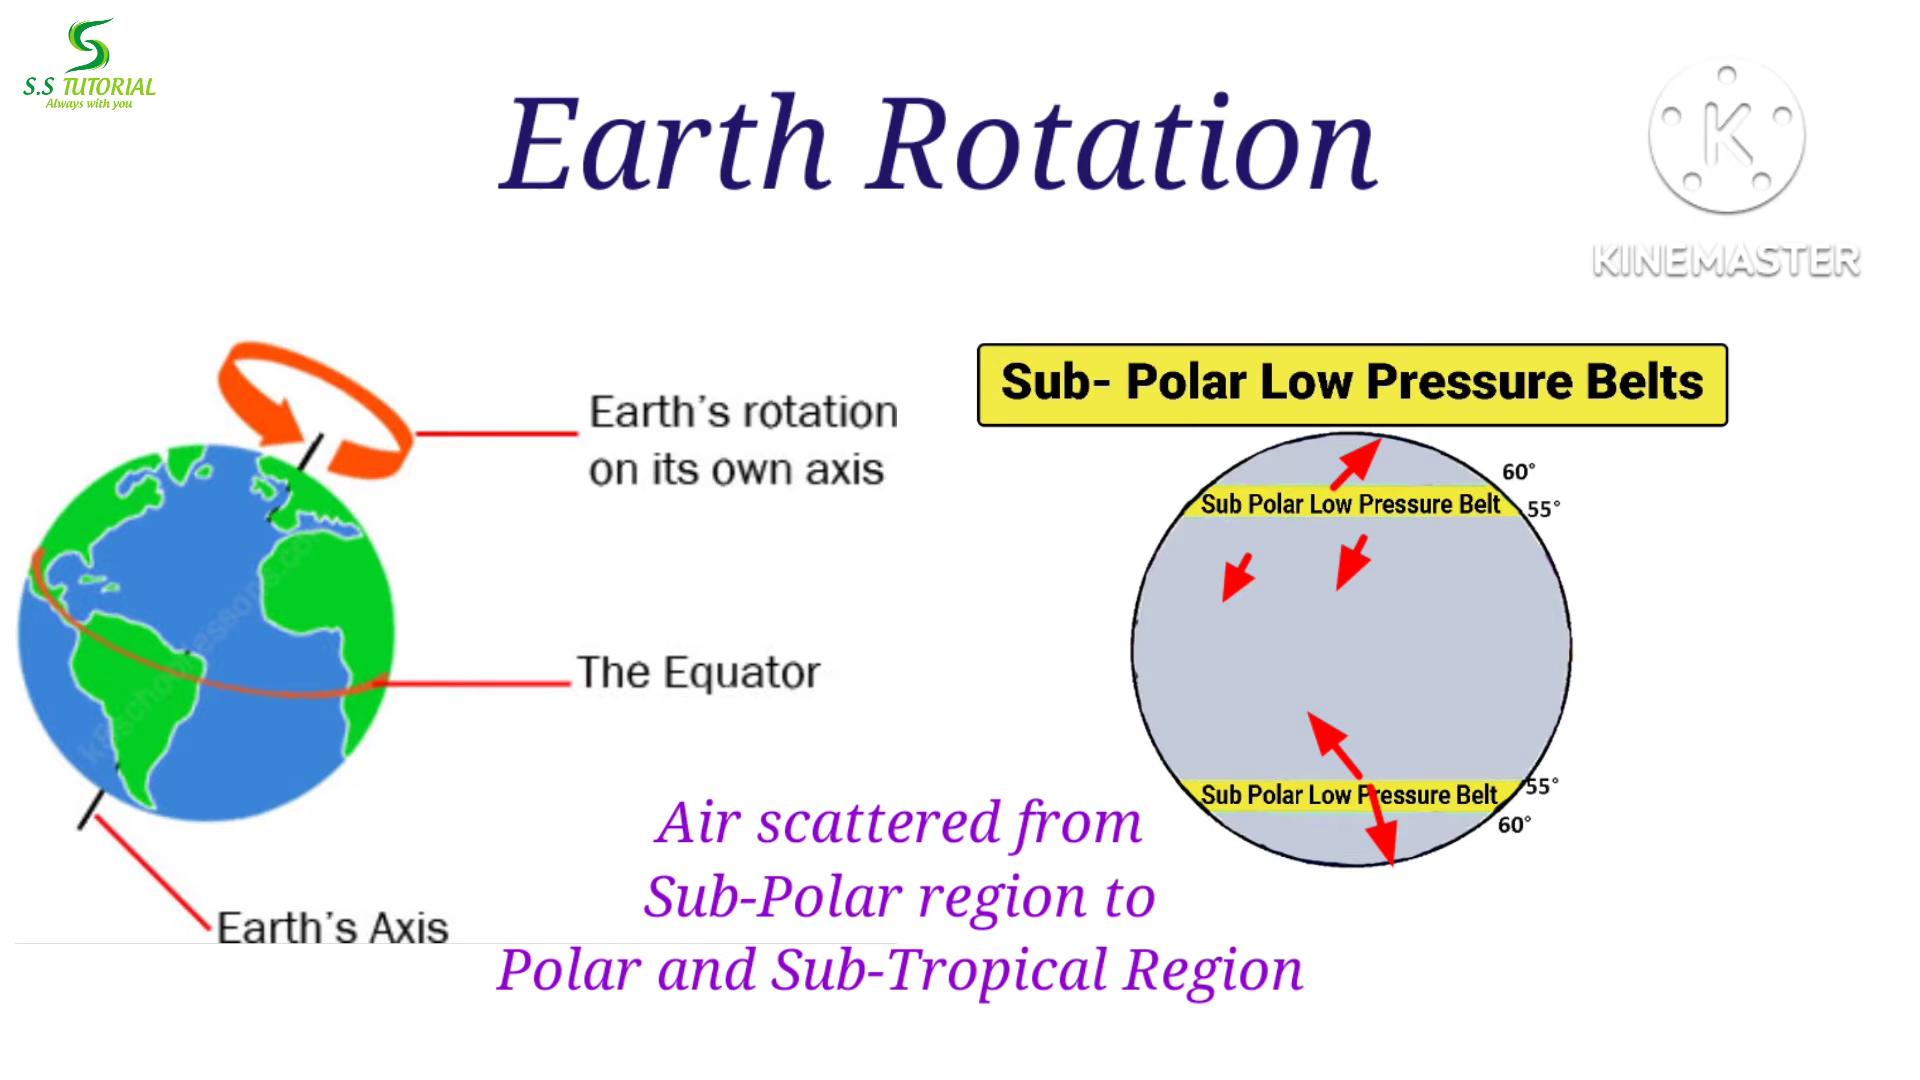 S.S TUTORIAL
Always with you
Earth Rotation
K
KINEMASTER
Earth's rotation
on its own axis
The Equator
Earth's Axis
Sub- Polar Low Pressure Belts
60°
Sub Polar Low Pressure Belt
55°
Sub Polar Low Pressure Belt
55°
60°
Air scattered from
Sub-Polar region to
Polar and Sub-Tropical Region